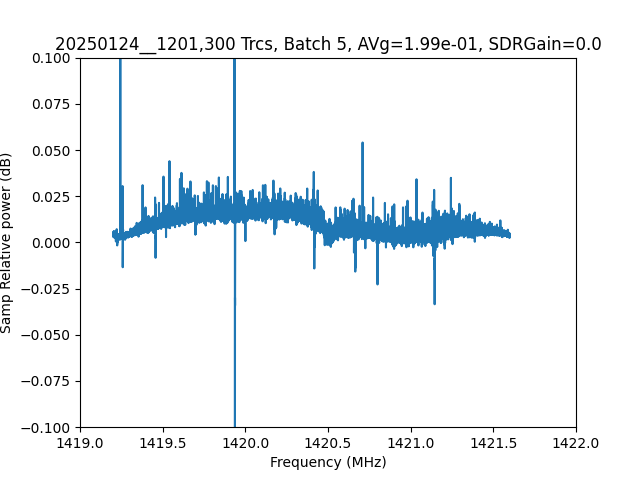 20250124__1201,300 Trcs, Batch 5, AVg=1.99e-01, SDRGain=0.0
Samp Relative power (dB)
0.100
0.075
0.050
0.025
0.000
−0.025
−0.050
−0.075
−0.100
1419.0 1419.5 1420.0 1420.5 1421.0 1421.5 1422.0
Frequency (MHz)